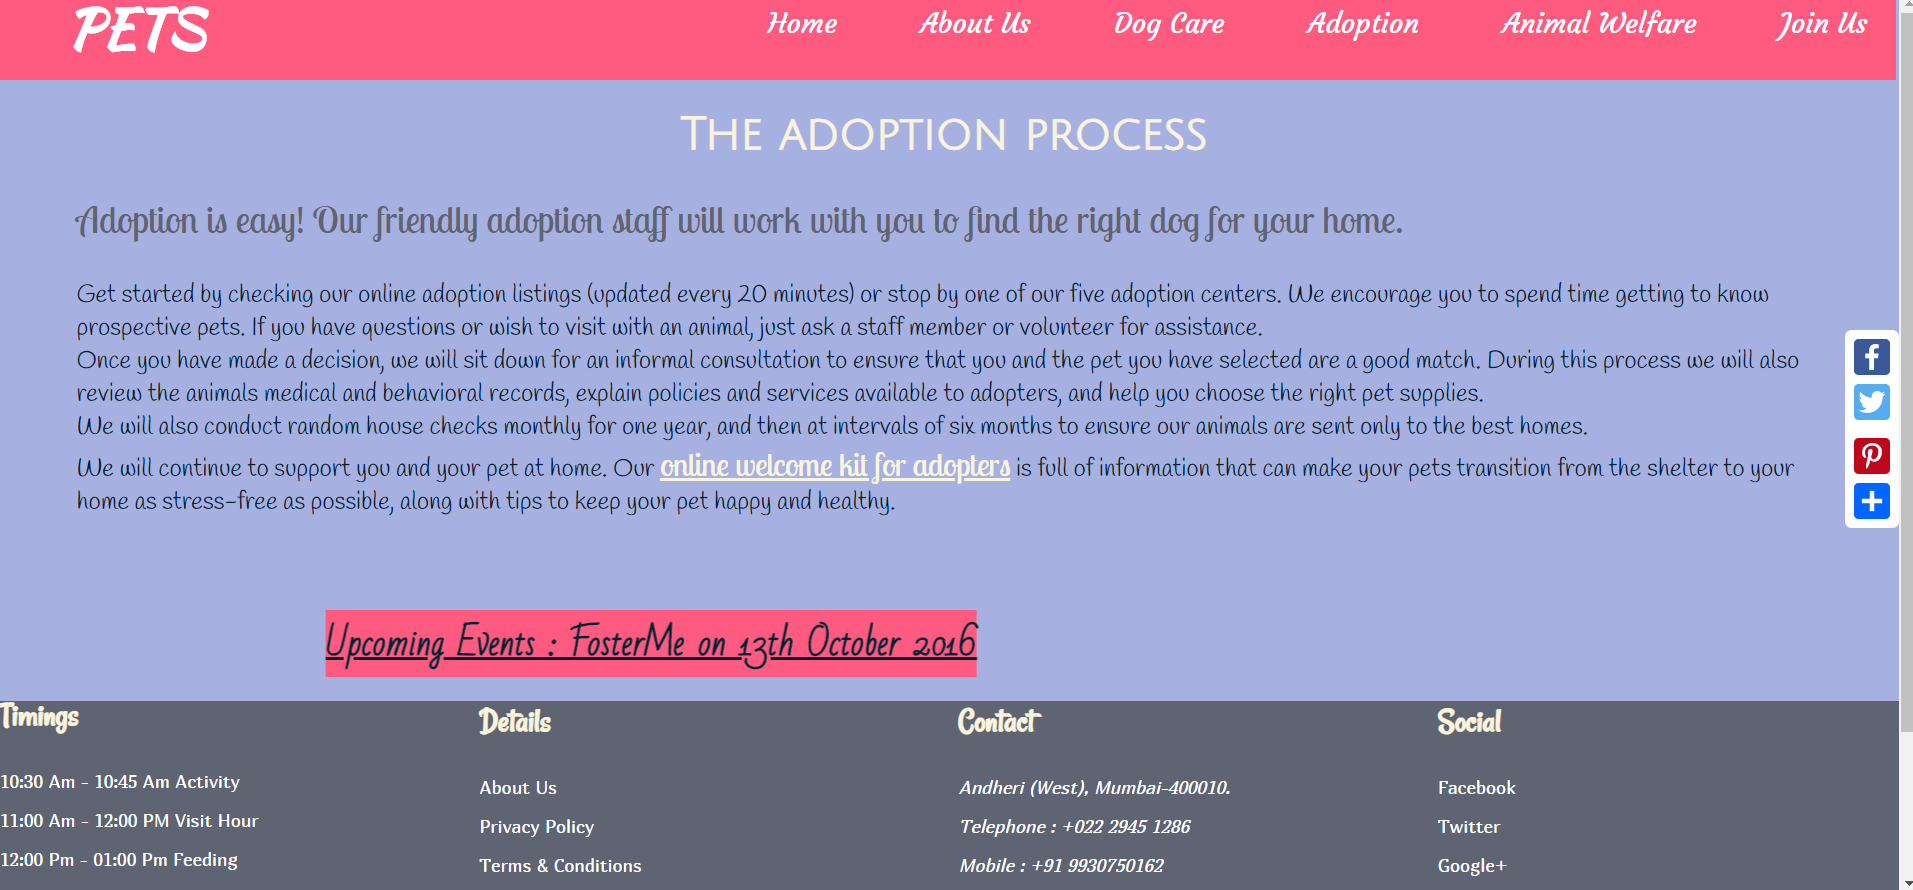 PETS
Home
About Us
Dog Care
Adoption
Animal Welfare
Join Us
The adoption process
Adoption is easy! Our friendly adoption staff will work with you to find the right dog for your home.
Get started by checking our online adoption listings (updated every 20 minutes) or stop by one of our five adoption centers. We encourage you to spend time getting to know
prospective pets. If you have questions or wish to visit with an animal, just ask a staff member or volunteer for assistance.
Once you have made a decision, we will sit down for an informal consultation to ensure that you and the pet you have selected are a good match. During this process we will also
review the animals medical and behavioral records, explain policies and services available to adopters, and help you choose the right pet supplies.
We will also conduct random house checks monthly for one year, and then at intervals of six months to ensure our animals are sent only to the best homes.
We will continue to support you and your pet at home. Our online welcome kit for adopters is full of information that can make your pets transition from the shelter to your
home as stress-free as possible, along with tips to keep your pet happy and healthy.
Upcoming Events : FosterMe on 13th October 2016
Timings
10:30 Am - 10:45 Am Activity
11:00 Am - 12:00 PM Visit Hour
12:00 Pm - 01:00 Pm Feeding
Details
About Us
Privacy Policy
Terms & Conditions
Contact
Andheri (West), Mumbai-400010.
Telephone : +022 2945 1286
Mobile : +91 9930750162
Social
Facebook
Twitter
Google+